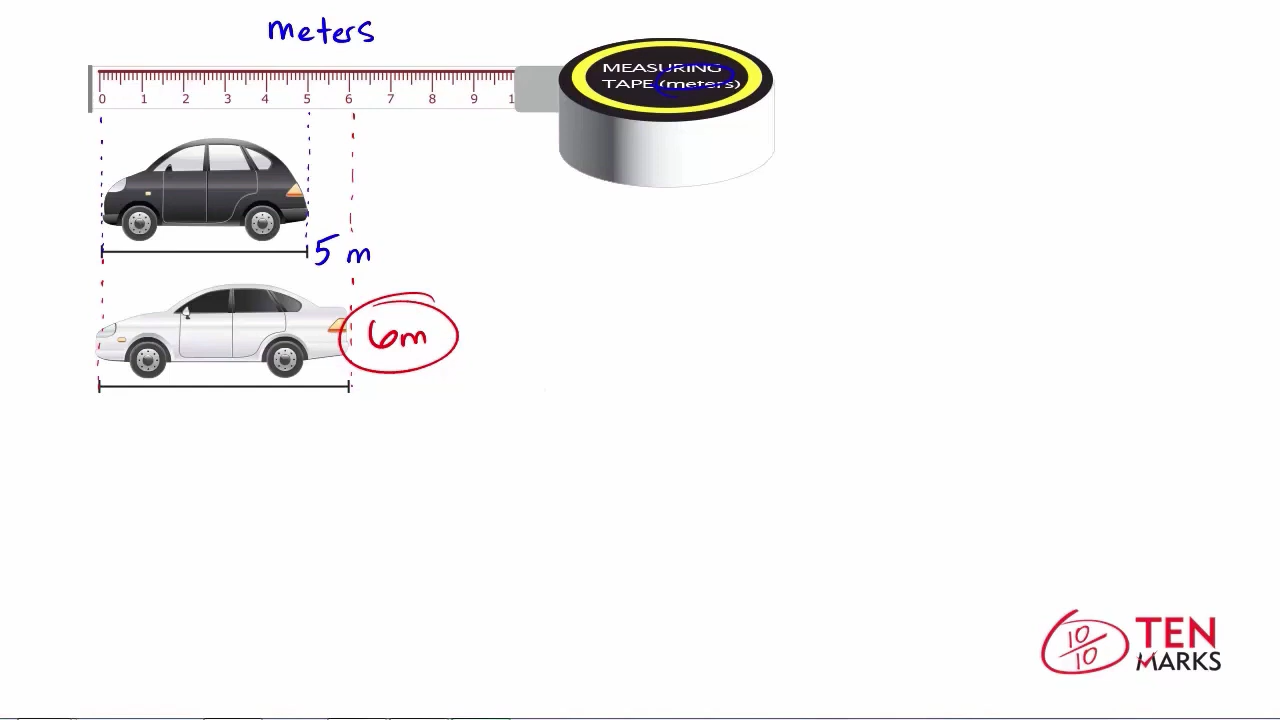 meters
0 1 2 3 4 5 6 7 8 9 1
MEASURING
TAPE (meters)
5 m
6m
10/10
TEN
MARKS